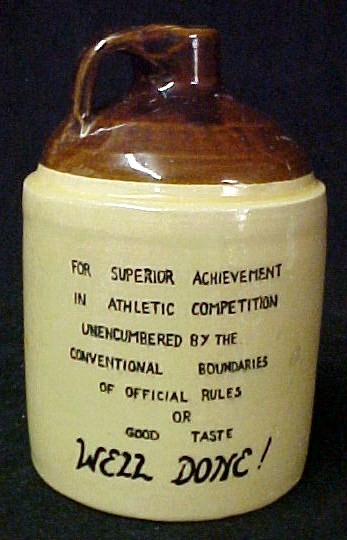 FOR SUPERIOR ACHIEVEMENT
IN ATHLETIC COMPETITION
UNENCUMBERED BY THE
CONVENTIONAL BOUNDARIES
OF OFFICIAL RULES
OR
GOOD TASTE
WELL DONE!